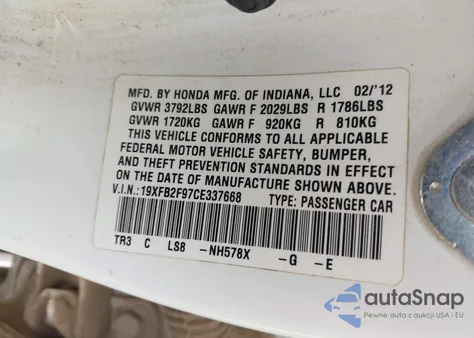 MFD. BY HONDA MFG. OF INDIANA, LLC 02/'12
GVWR 3792LBS GAWR F 2029LBS R 1786LBS
GVWR 1720KG GAWR F 920KG R 810KG
THIS VEHICLE CONFORMS TO ALL APPLICABLE
FEDERAL MOTOR VEHICLE SAFETY, BUMPER,
AND THEFT PREVENTION STANDARDS IN EFFECT
ON THE DATE OF MANUFACTURE SHOWN ABOVE.
V.I.N.: 19XFB2F97CE337668 TYPE: PASSENGER CAR
TR3 C LS8 -NH578X -G -E
autoSnap
Pewne auta z aukcji USA i EU